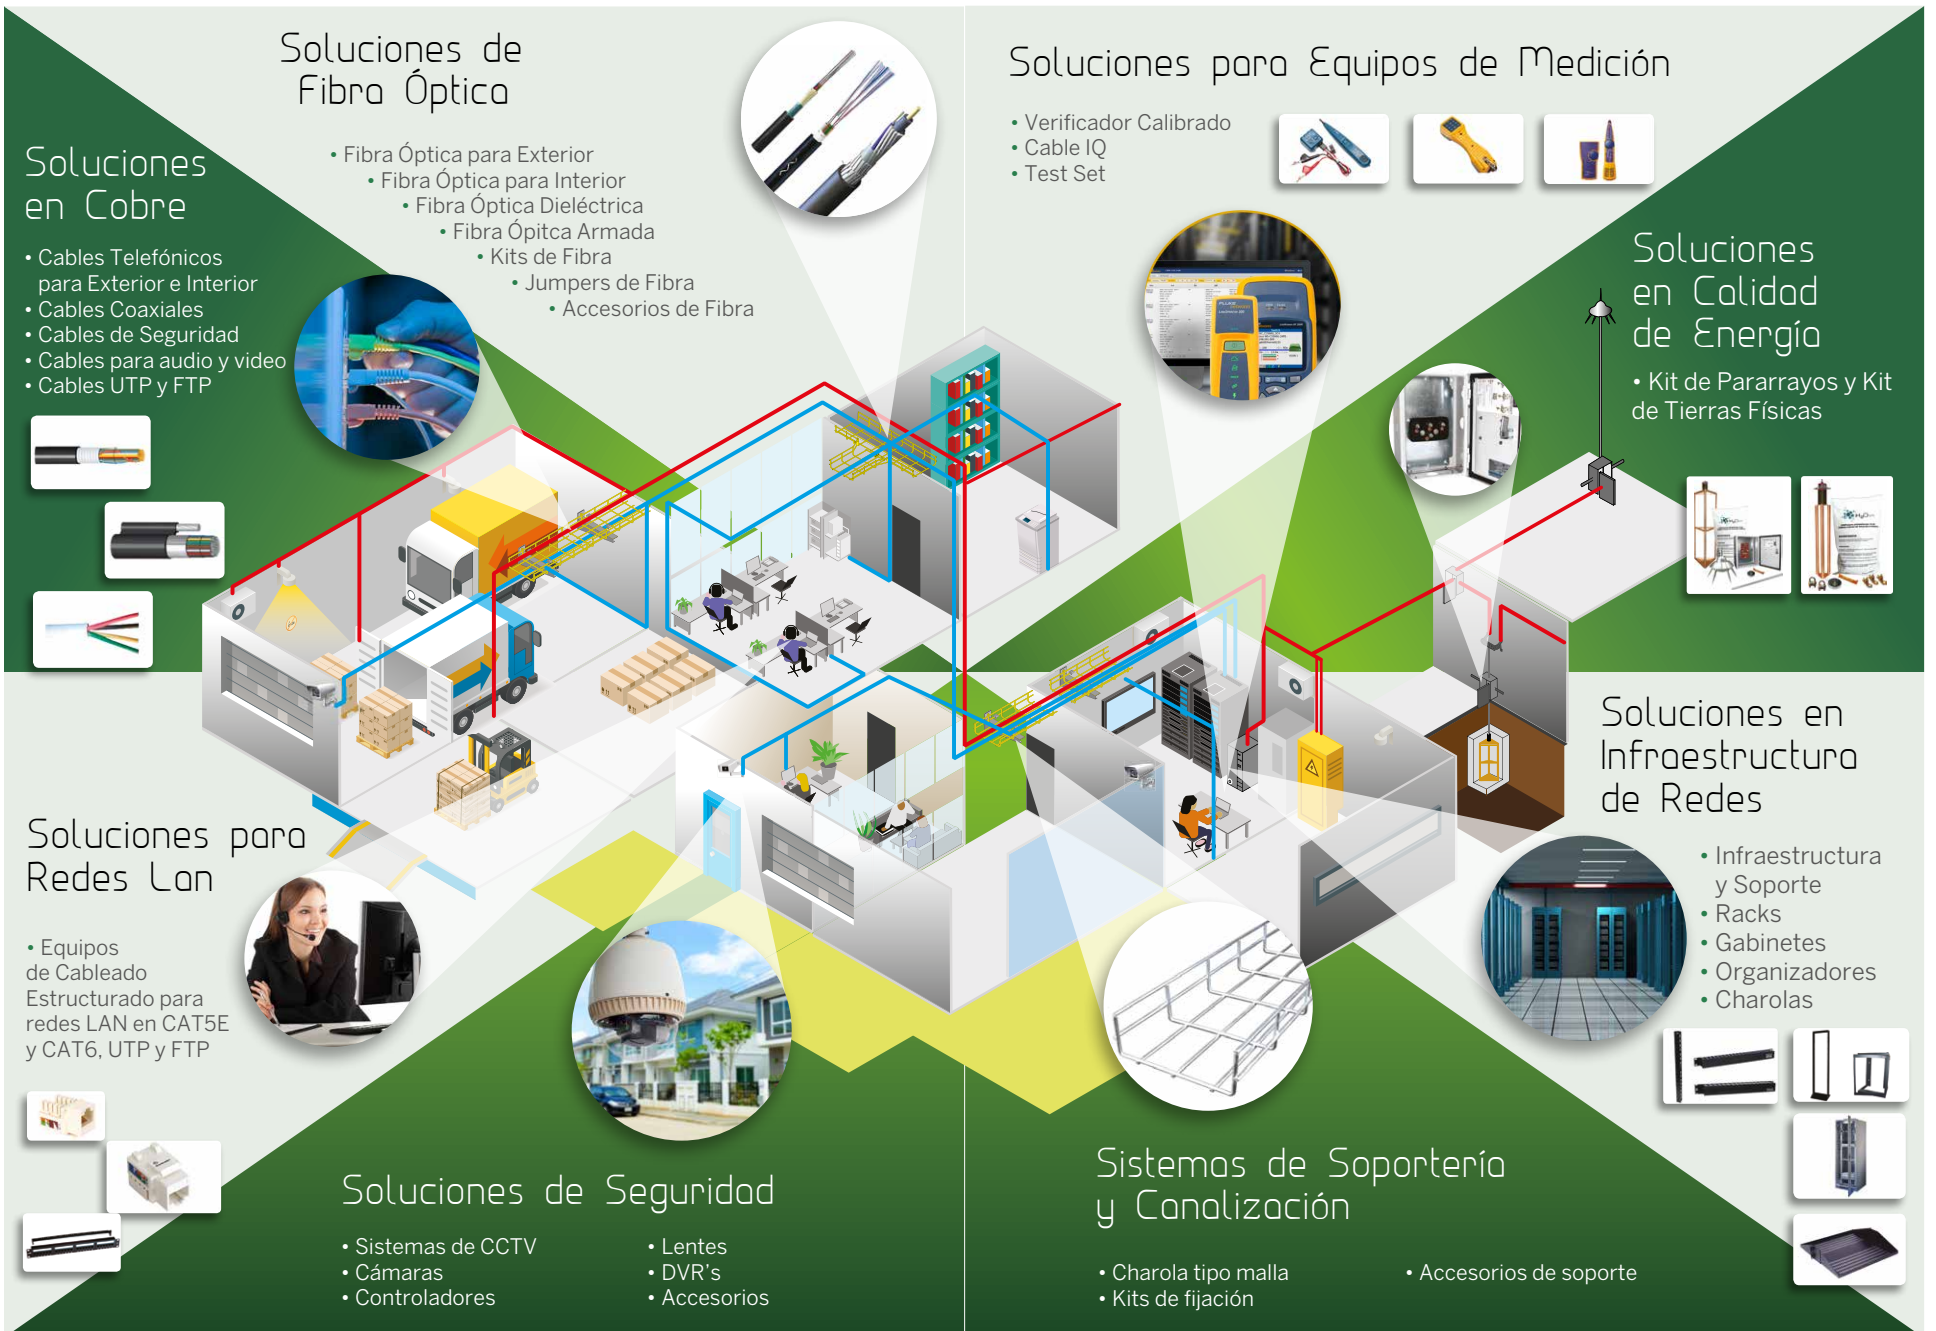 Soluciones de
Fibra Óptica
• Fibra Óptica para Exterior
• Fibra Óptica para Interior
• Fibra Óptica Dieléctrica
• Fibra Ópitca Armada
• Kits de Fibra
• Jumpers de Fibra
• Accesorios de Fibra
Soluciones para Equipos de Medición
• Verificador Calibrado
• Cable IQ
• Test Set
Soluciones
en Cobre
• Cables Telefónicos
para Exterior e Interior
• Cables Coaxiales
• Cables de Seguridad
• Cables para audio y video
• Cables UTP y FTP
Soluciones
en Calidad
de Energía
• Kit de Pararrayos y Kit
de Tierras Físicas
Soluciones en
Infraestructura
de Redes
• Infraestructura
y Soporte
• Racks
• Gabinetes
• Organizadores
• Charolas
Soluciones para
Redes Lan
• Equipos
de Cableado
Estructurado para
redes LAN en CAT5E
y CAT6, UTP y FTP
Soluciones de Seguridad
• Sistemas de CCTV
• Cámaras
• Controladores
• Lentes
• DVR's
• Accesorios
Sistemas de Soportería
y Canalización
• Charola tipo malla
• Kits de fijación
• Accesorios de soporte